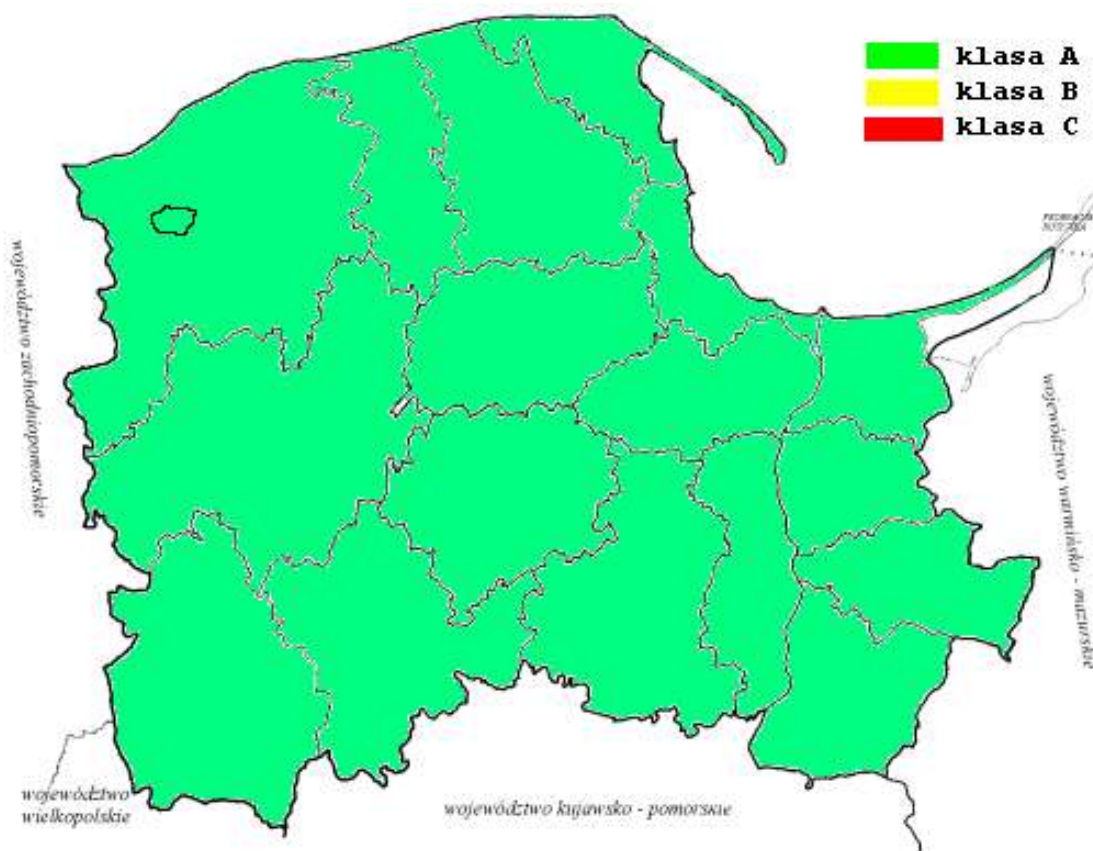 klasa A
klasa B
klasa C
województwo zachodniopomorskie
województwo warmińsko - mazurskie
województwo
wielkopolskie
województwo kujawsko - pomorskie